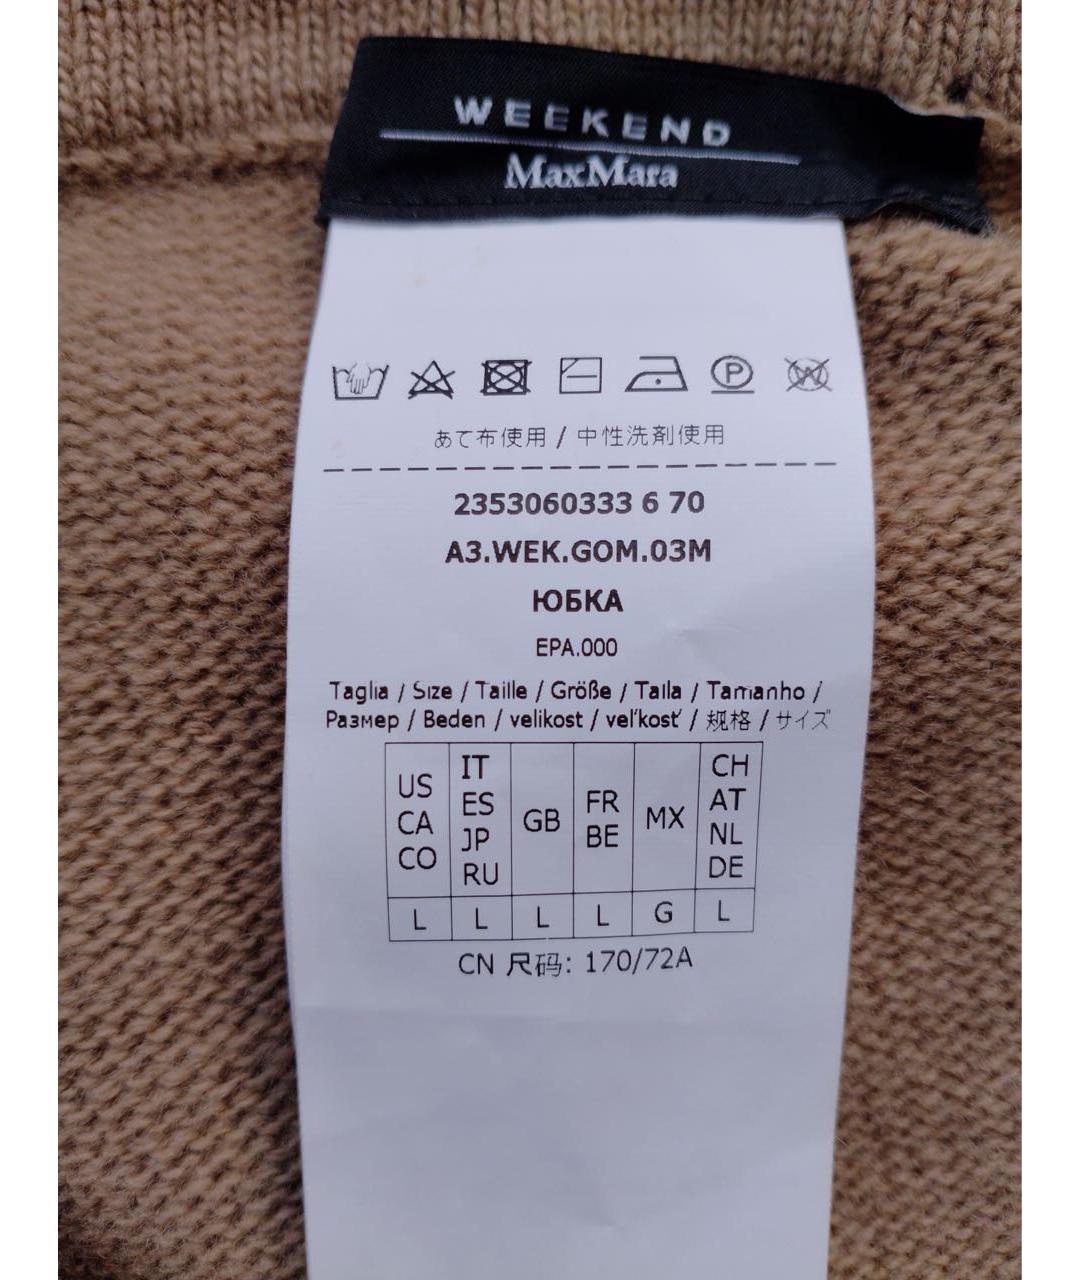 WEEKEND
MaxMara
P W
あて布使用 / 中性洗剤使用
2353060333 6 70
A3.WEK.GOM.03M
ЮБКА
EPA.000
Taglia / Size / Taille / Größe / Talla / Tamanho /
Размер / Beden / velikost / veľkosť / 规格 / サイズ
US CA CO IT ES JP RU GB FR BE MX CH AT NL DE
L L L L G L
CN 尺码: 170/72A